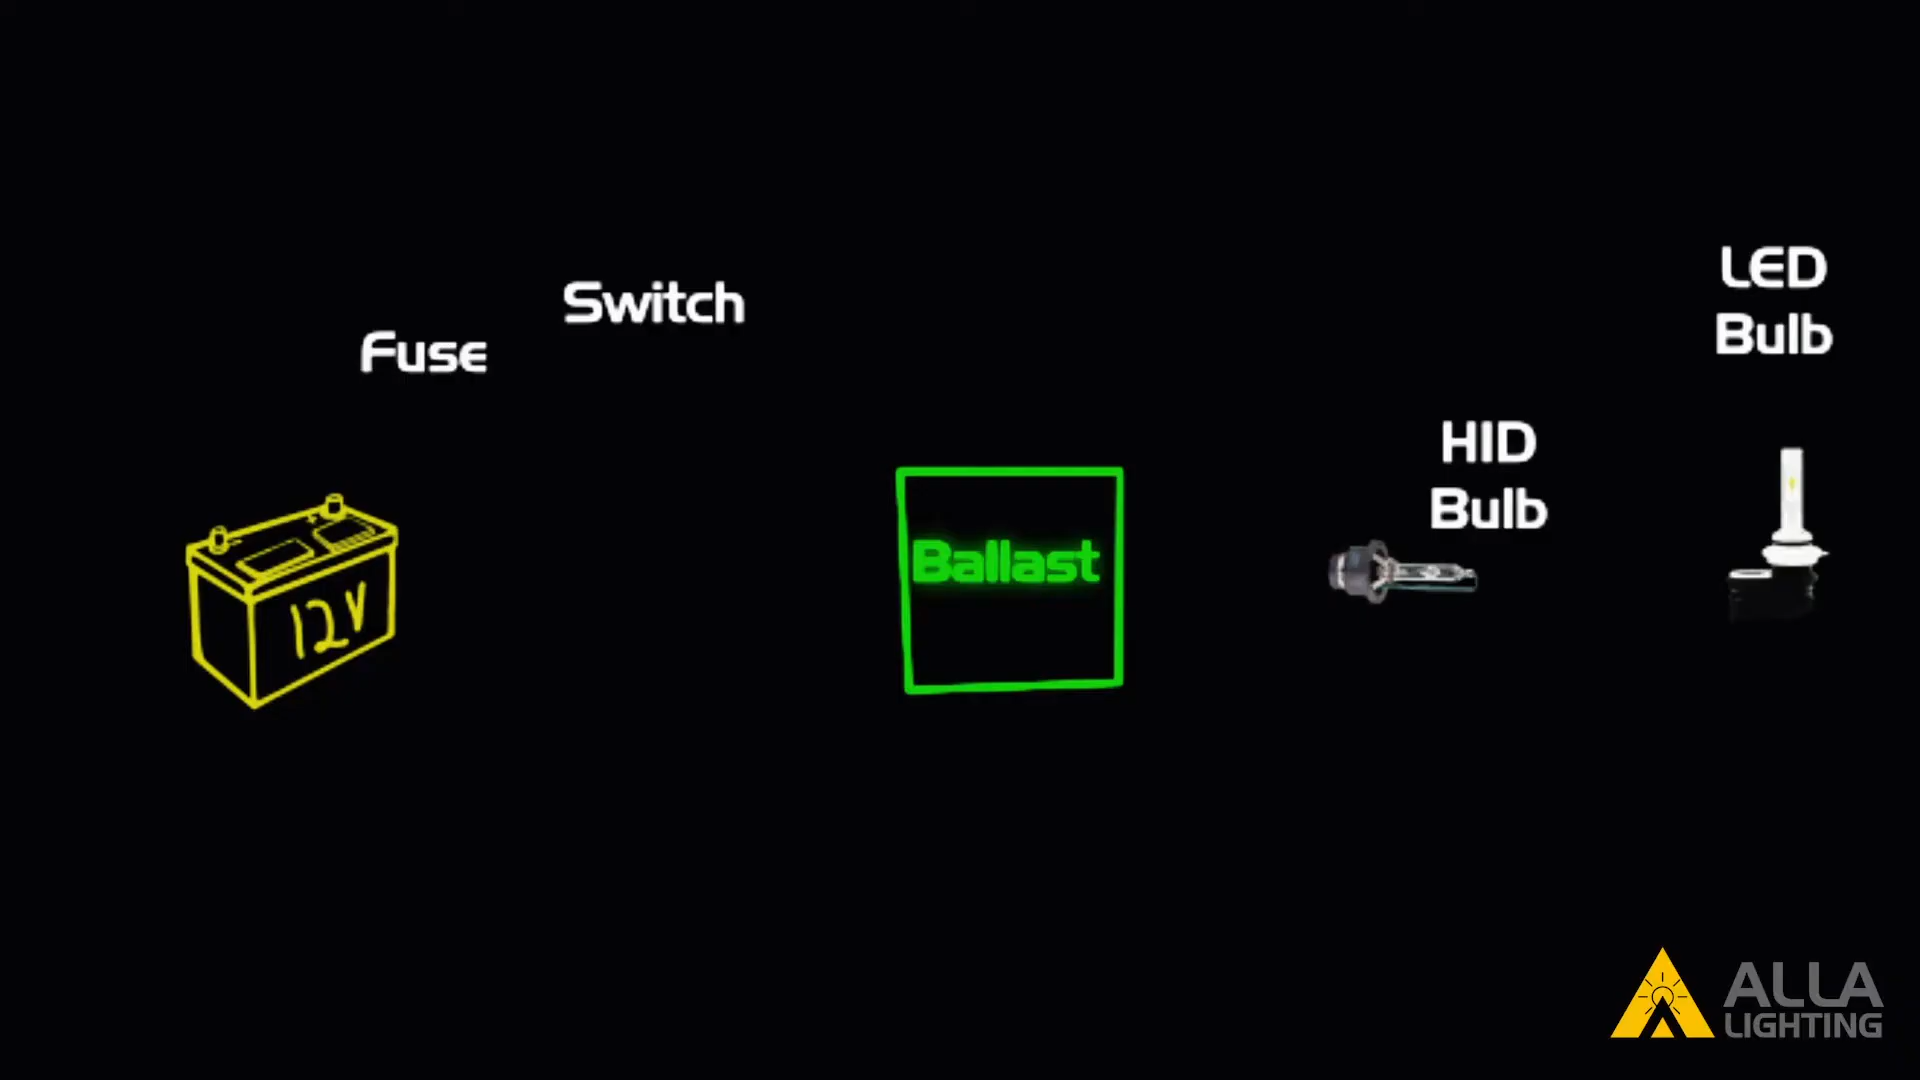 Fuse
Switch
12V
Ballast
HID
Bulb
LED
Bulb
ALLA
LIGHTING